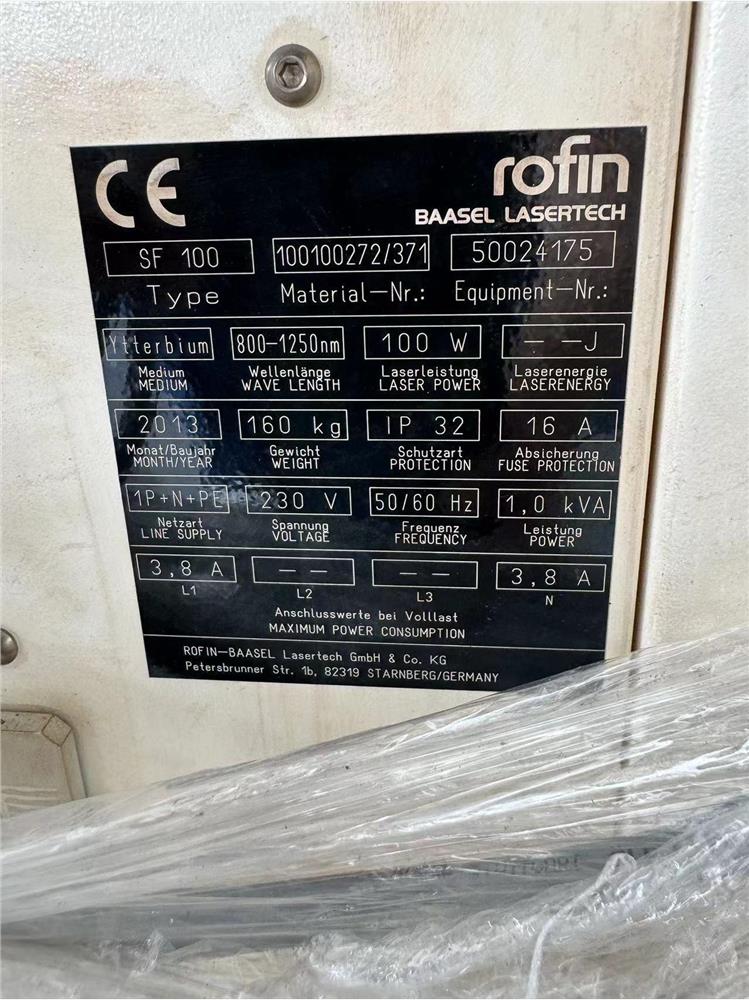 CE
rofin
BAASEL LASERTECH
SF 100 100100272/371 50024175
Type Material-Nr.: Equipment-Nr.:
Ytterbium 800-1250nm 100 W - -J
Medium Wellenlänge Laserleistung Laserenergie
MEDIUM WAVE LENGTH LASER POWER LASERENERGY
2013 160 kg IP 32 16 A
Monat/Baujahr Gewicht Schutzart Absicherung
MONTH/YEAR WEIGHT PROTECTION FUSE PROTECTION
1P+N+PE 230 V 50/60 Hz 1,0 kVA
Netzart Spannung Frequenz Leistung
LINE SUPPLY VOLTAGE FREQUENCY POWER
3,8 A - - - - 3,8 A
L1 L2 L3 N
Anschlusswerte bei Volllast
MAXIMUM POWER CONSUMPTION
ROFIN-BAASEL Lasertech GmbH & Co. KG
Petersbrunner Str. 1b, 82319 STARNBERG/GERMANY